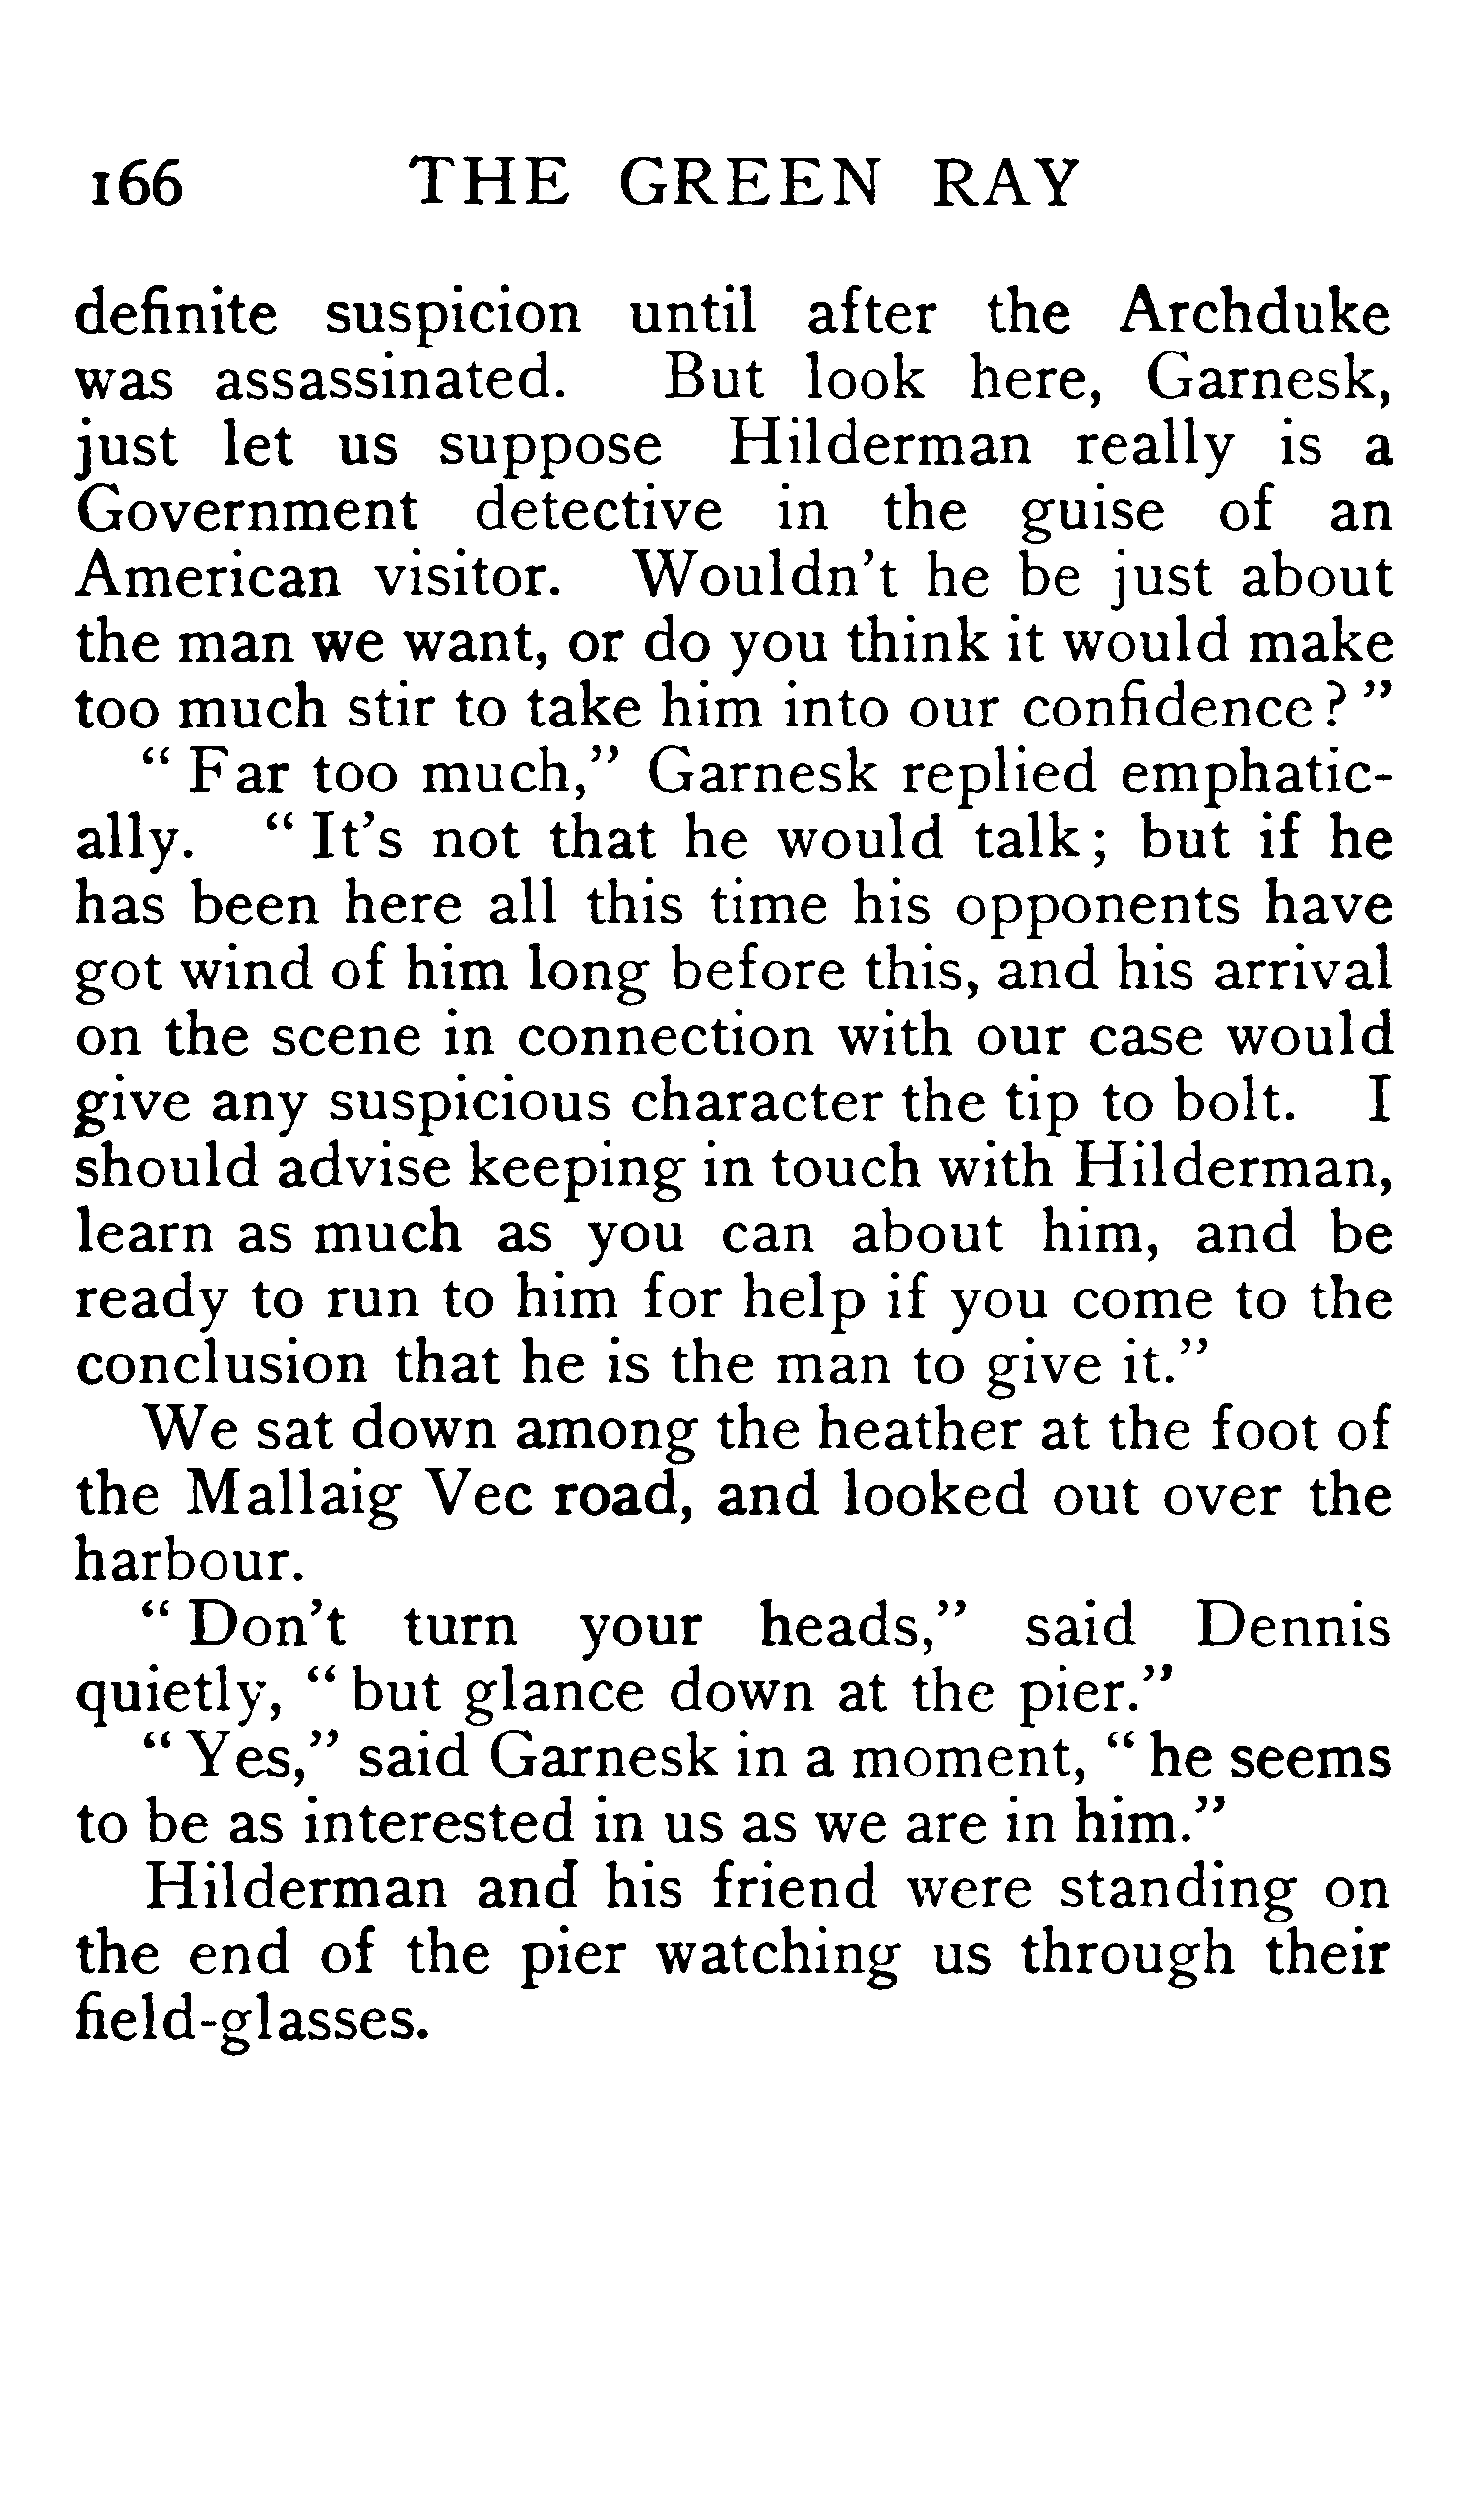 166 THE GREEN RAY
definite suspicion until after the Archduke
was assassinated. But look here, Garnesk,
just let us suppose Hilderman really is a
Government detective in the guise of an
American visitor. Wouldn't he be just about
the man we want, or do you think it would make
too much stir to take him into our confidence?"
"Far too much," Garnesk replied emphatic-
ally. "It's not that he would talk; but if he
has been here all this time his opponents have
got wind of him long before this, and his arrival
on the scene in connection with our case would
give any suspicious character the tip to bolt. I
should advise keeping in touch with Hilderman,
learn as much as you can about him, and be
ready to run to him for help if you come to the
conclusion that he is the man to give it."
We sat down among the heather at the foot of
the Mallaig Vec road, and looked out over the
harbour.
"Don't turn your heads," said Dennis
quietly, "but glance down at the pier."
"Yes," said Garnesk in a moment, "he seems
to be as interested in us as we are in him."
Hilderman and his friend were standing on
the end of the pier watching us through their
field-glasses.